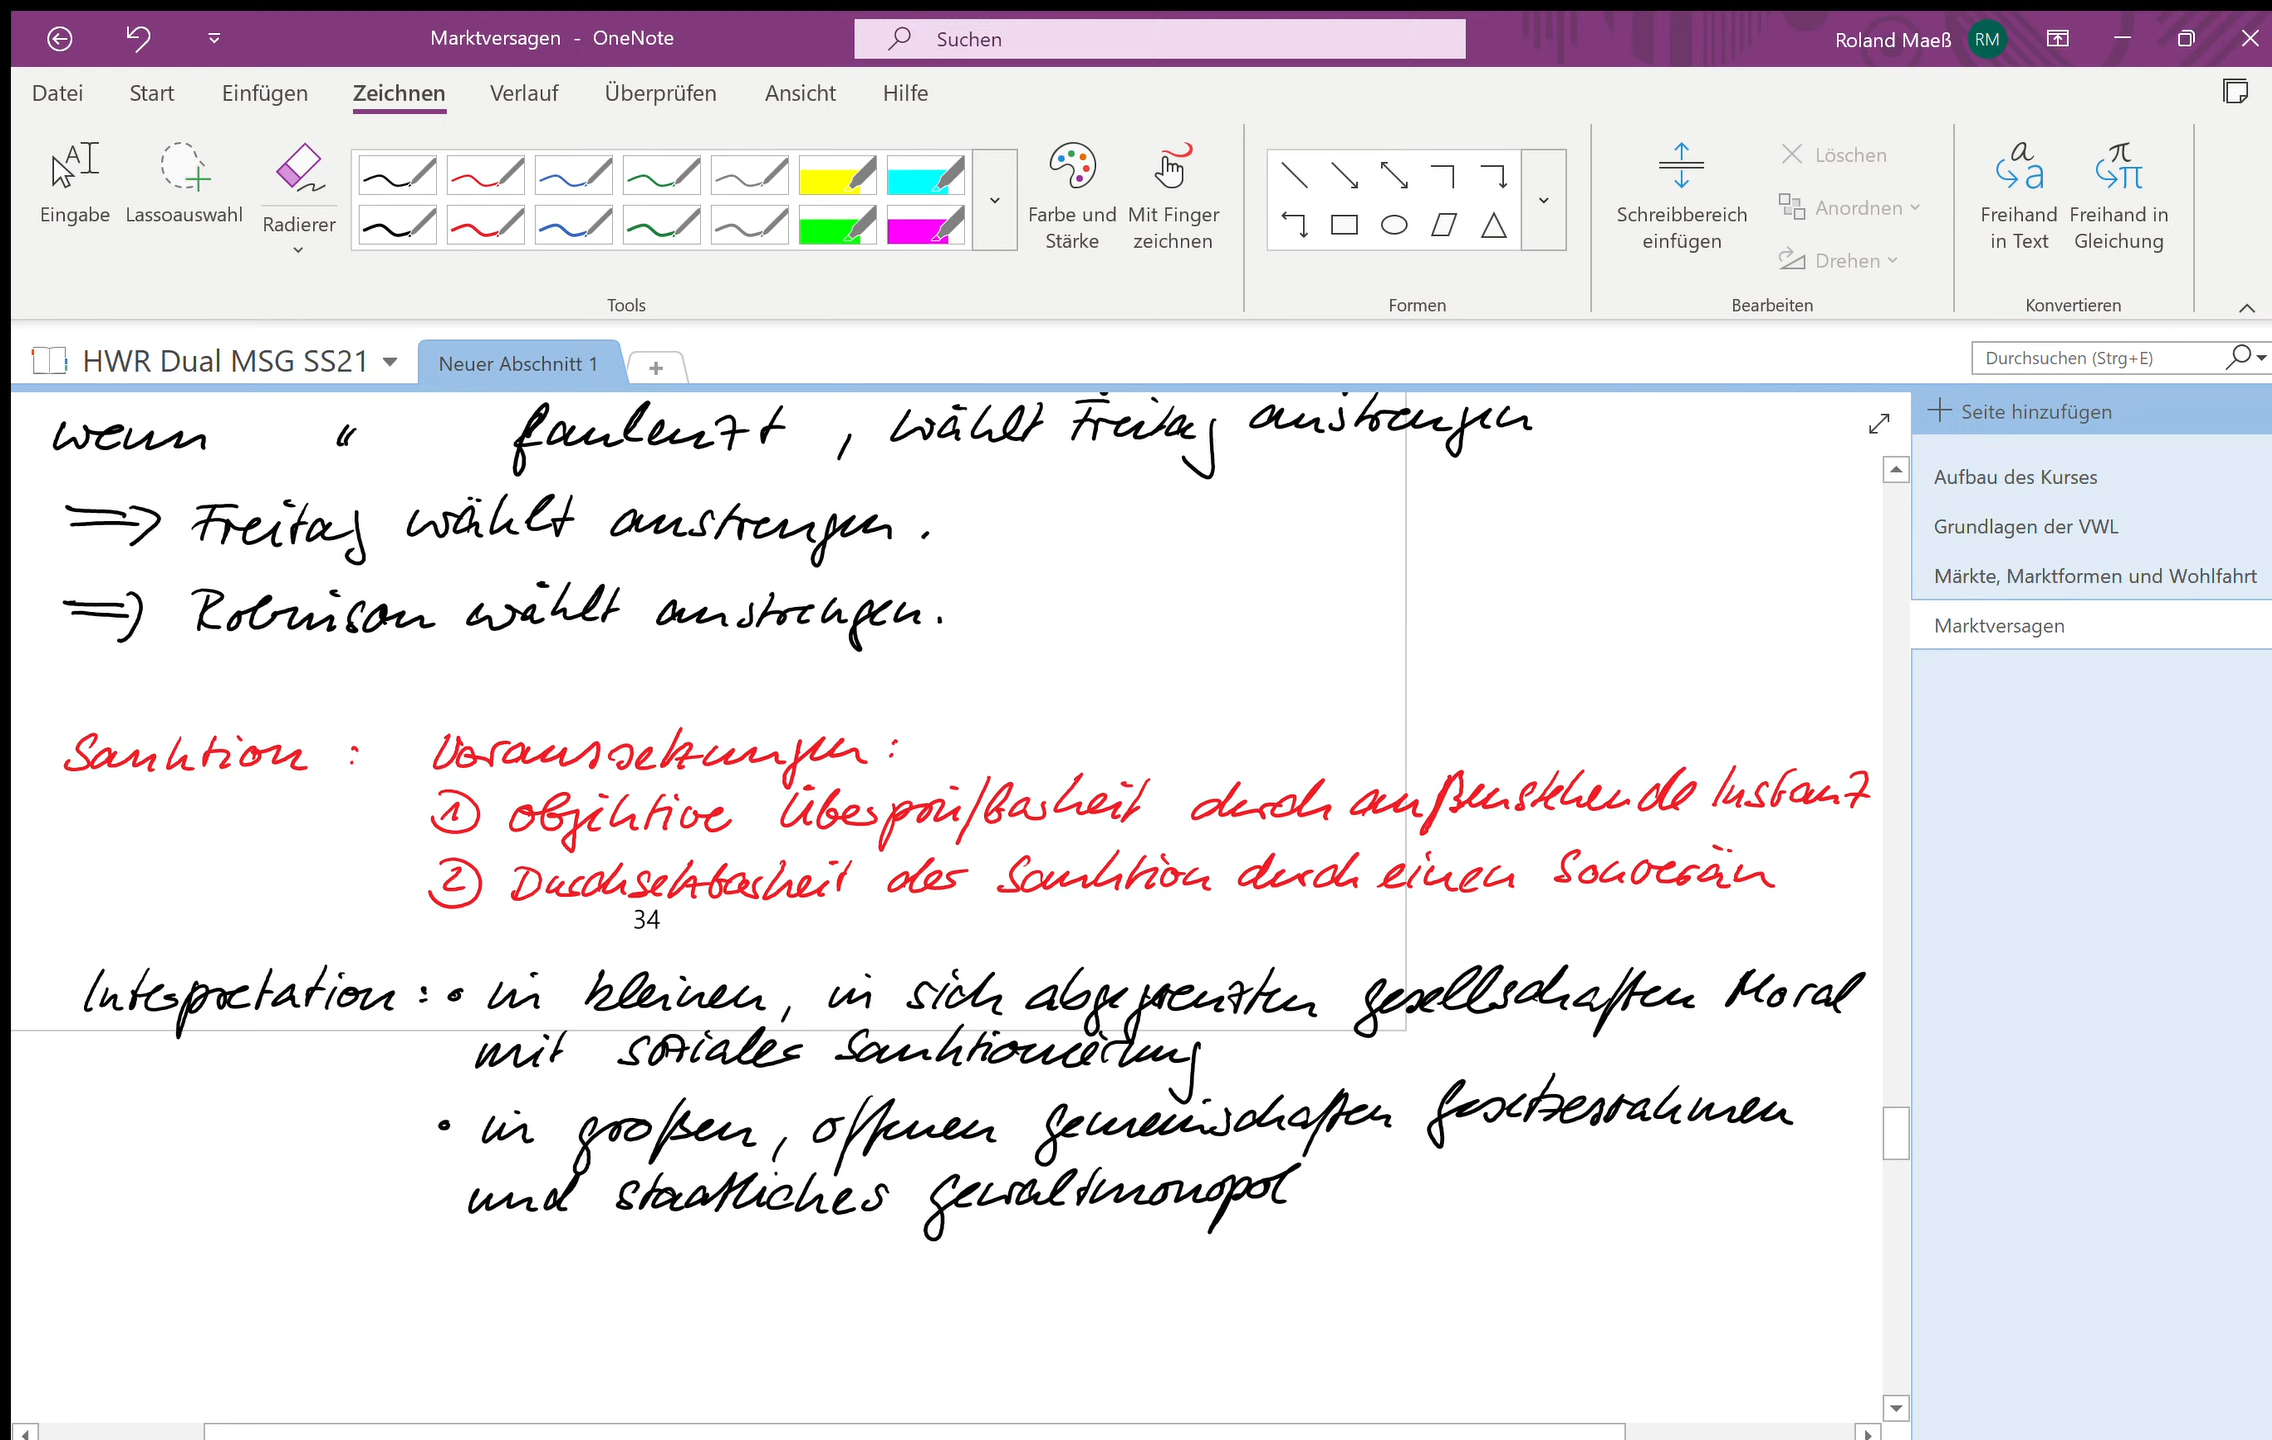 Marktversagen - OneNote
Suchen
Roland Maeß RM
Datei Start Einfügen Zeichnen Verlauf Überprüfen Ansicht Hilfe
Eingabe Lassoauswahl Radierer Farbe und Stärke Mit Finger zeichnen Schreibbereich einfügen Löschen Anordnen Drehen Freihand in Text Freihand in Gleichung
Tools Formen Bearbeiten Konvertieren
HWR Dual MSG SS21 Neuer Abschnitt 1 +
Durchsuchen (Strg+E)
wenn " faulenzt, wählt Freitag anstrengen
=> Freitag wählt anstrengen.
=> Robinson wählt anstrengen.
Sanktion: Voraussetzungen:
① objektive Überprüfbarkeit durch außenstehende Instanz
② Durchsetzbarkeit der Sanktion durch einen Souverän
34
Interpretation: • in kleinen, in sich abgegrenzten Gesellschaften Moral
mit sozialer Sanktionierung
• in großen, offenen Gemeinschaften Gesetzesrahmen
und staatliches Gewaltmonopol
Seite hinzufügen
Aufbau des Kurses
Grundlagen der VWL
Märkte, Marktformen und Wohlfahrt
Marktversagen